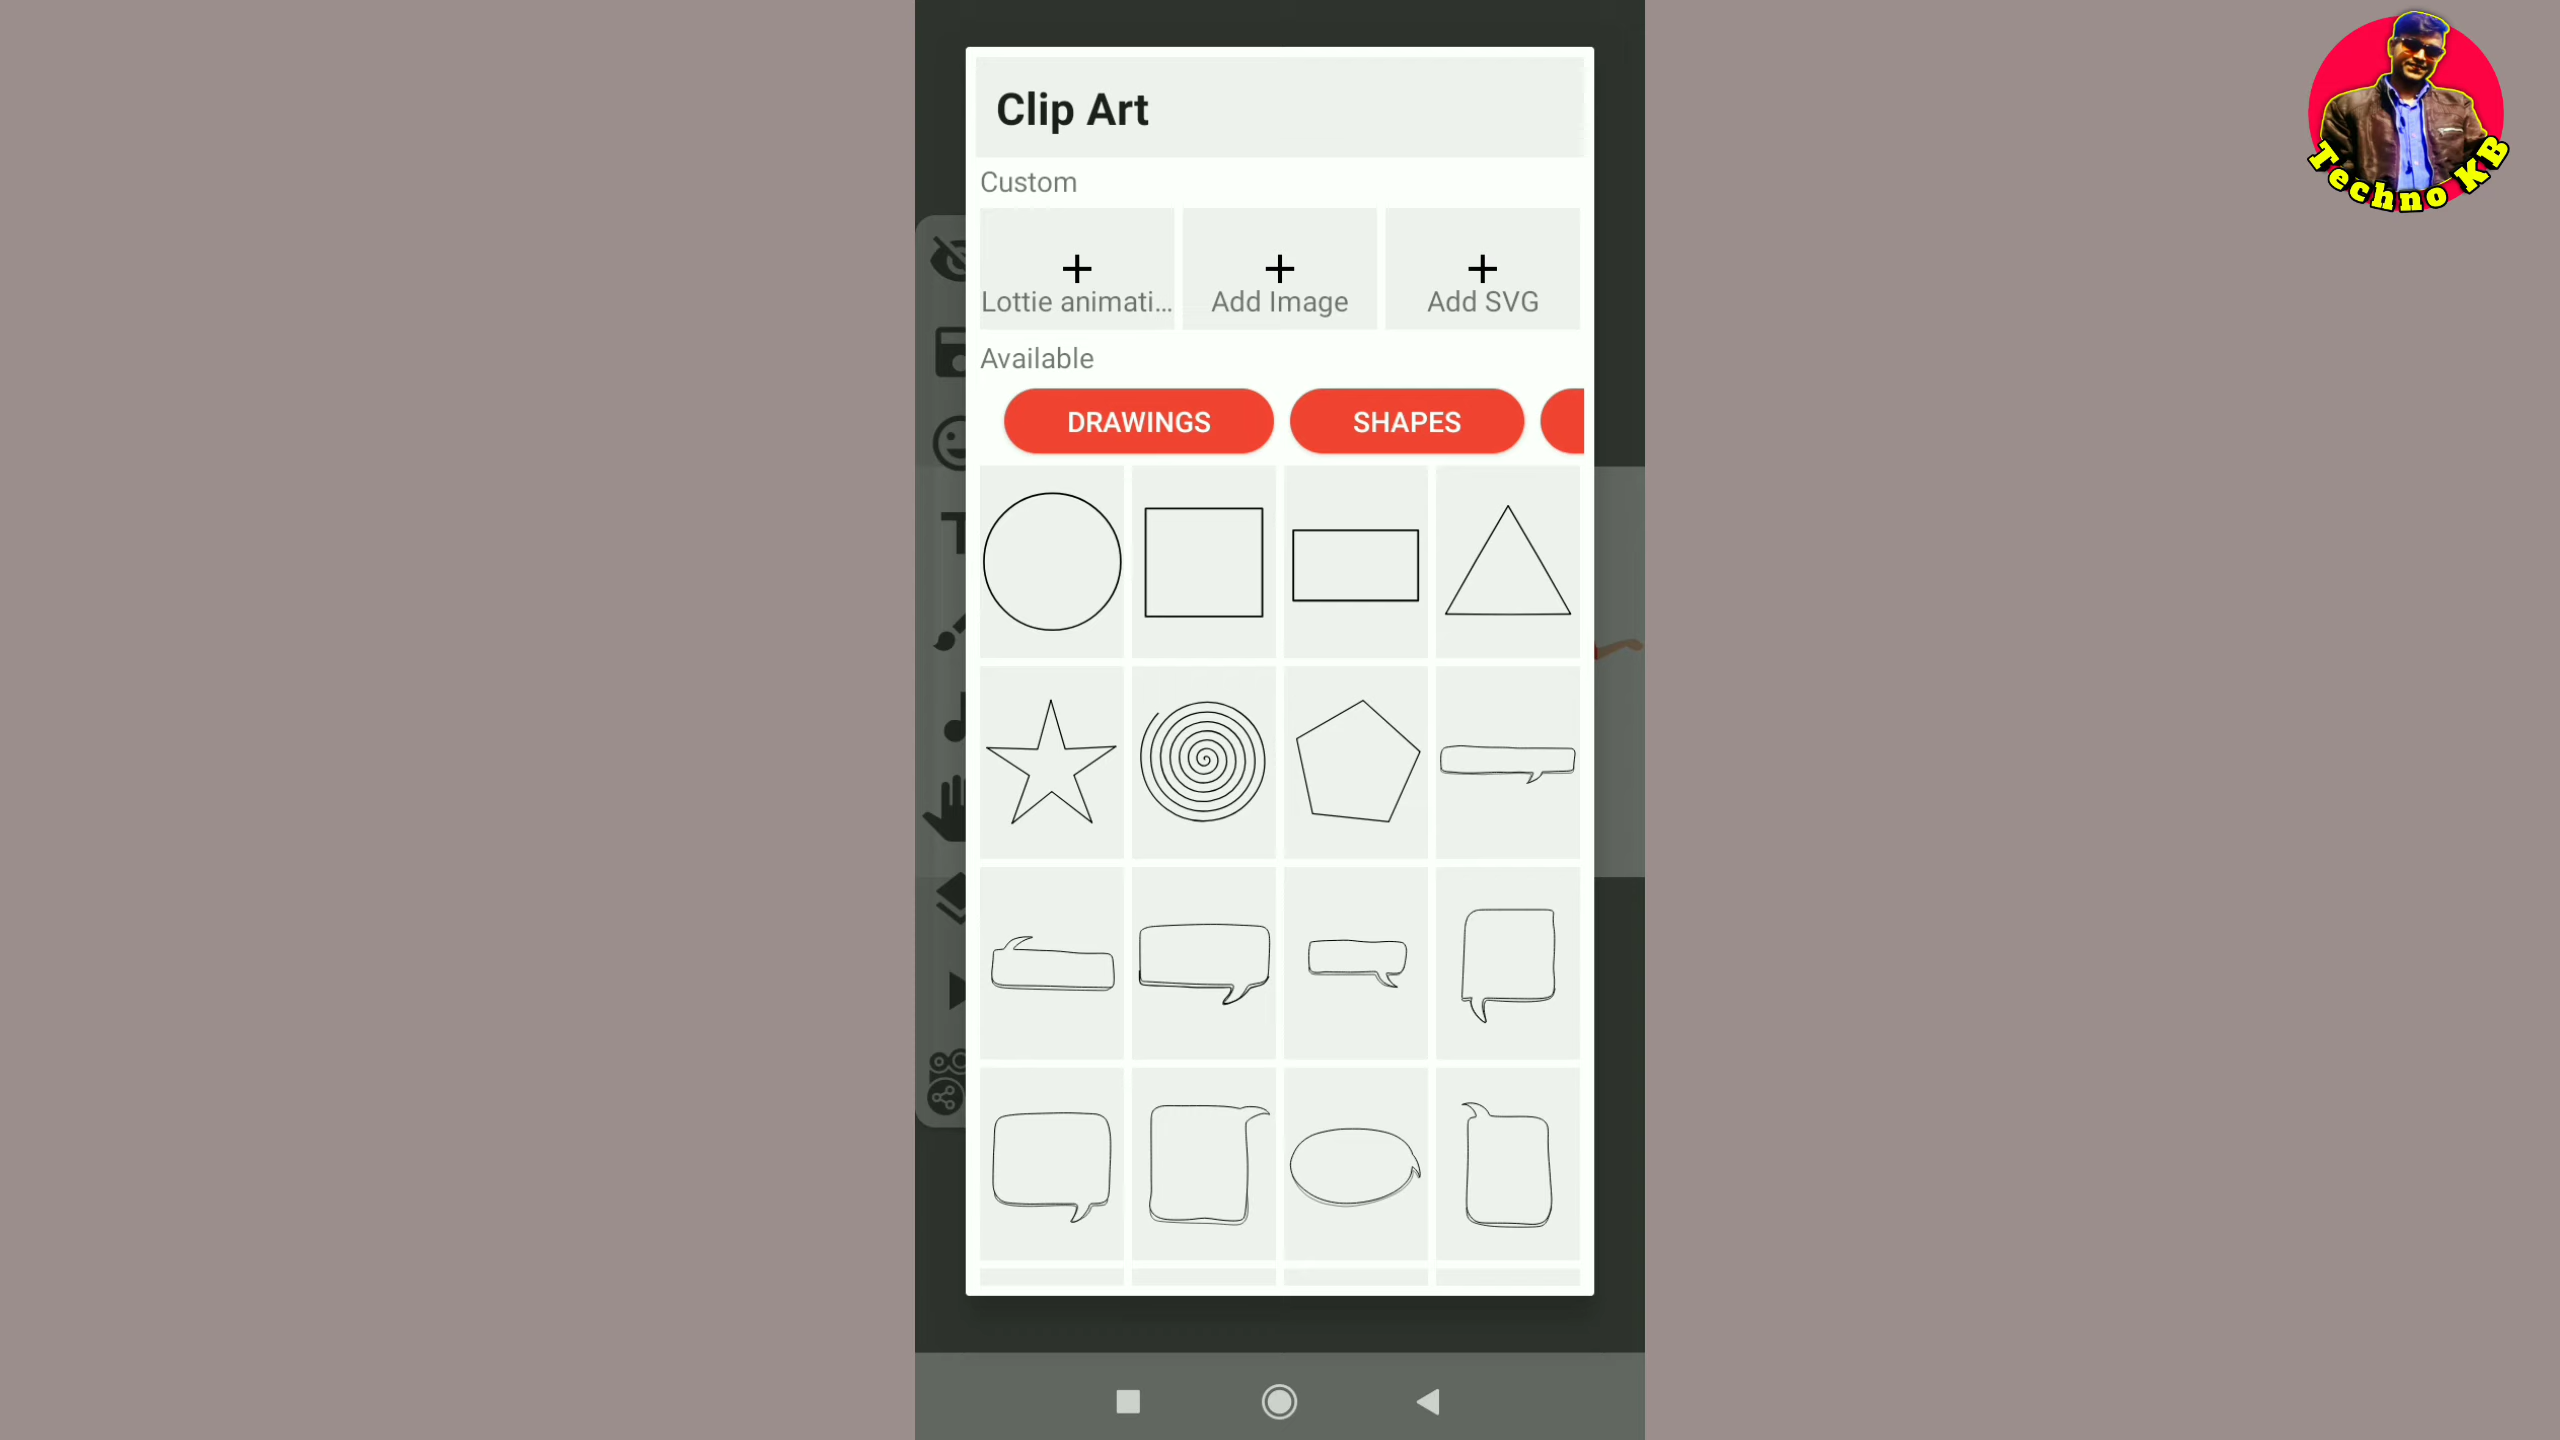 Clip Art
Custom
+ + +
Lottie animati... Add Image Add SVG
Available
DRAWINGS SHAPES
T
Techno KB